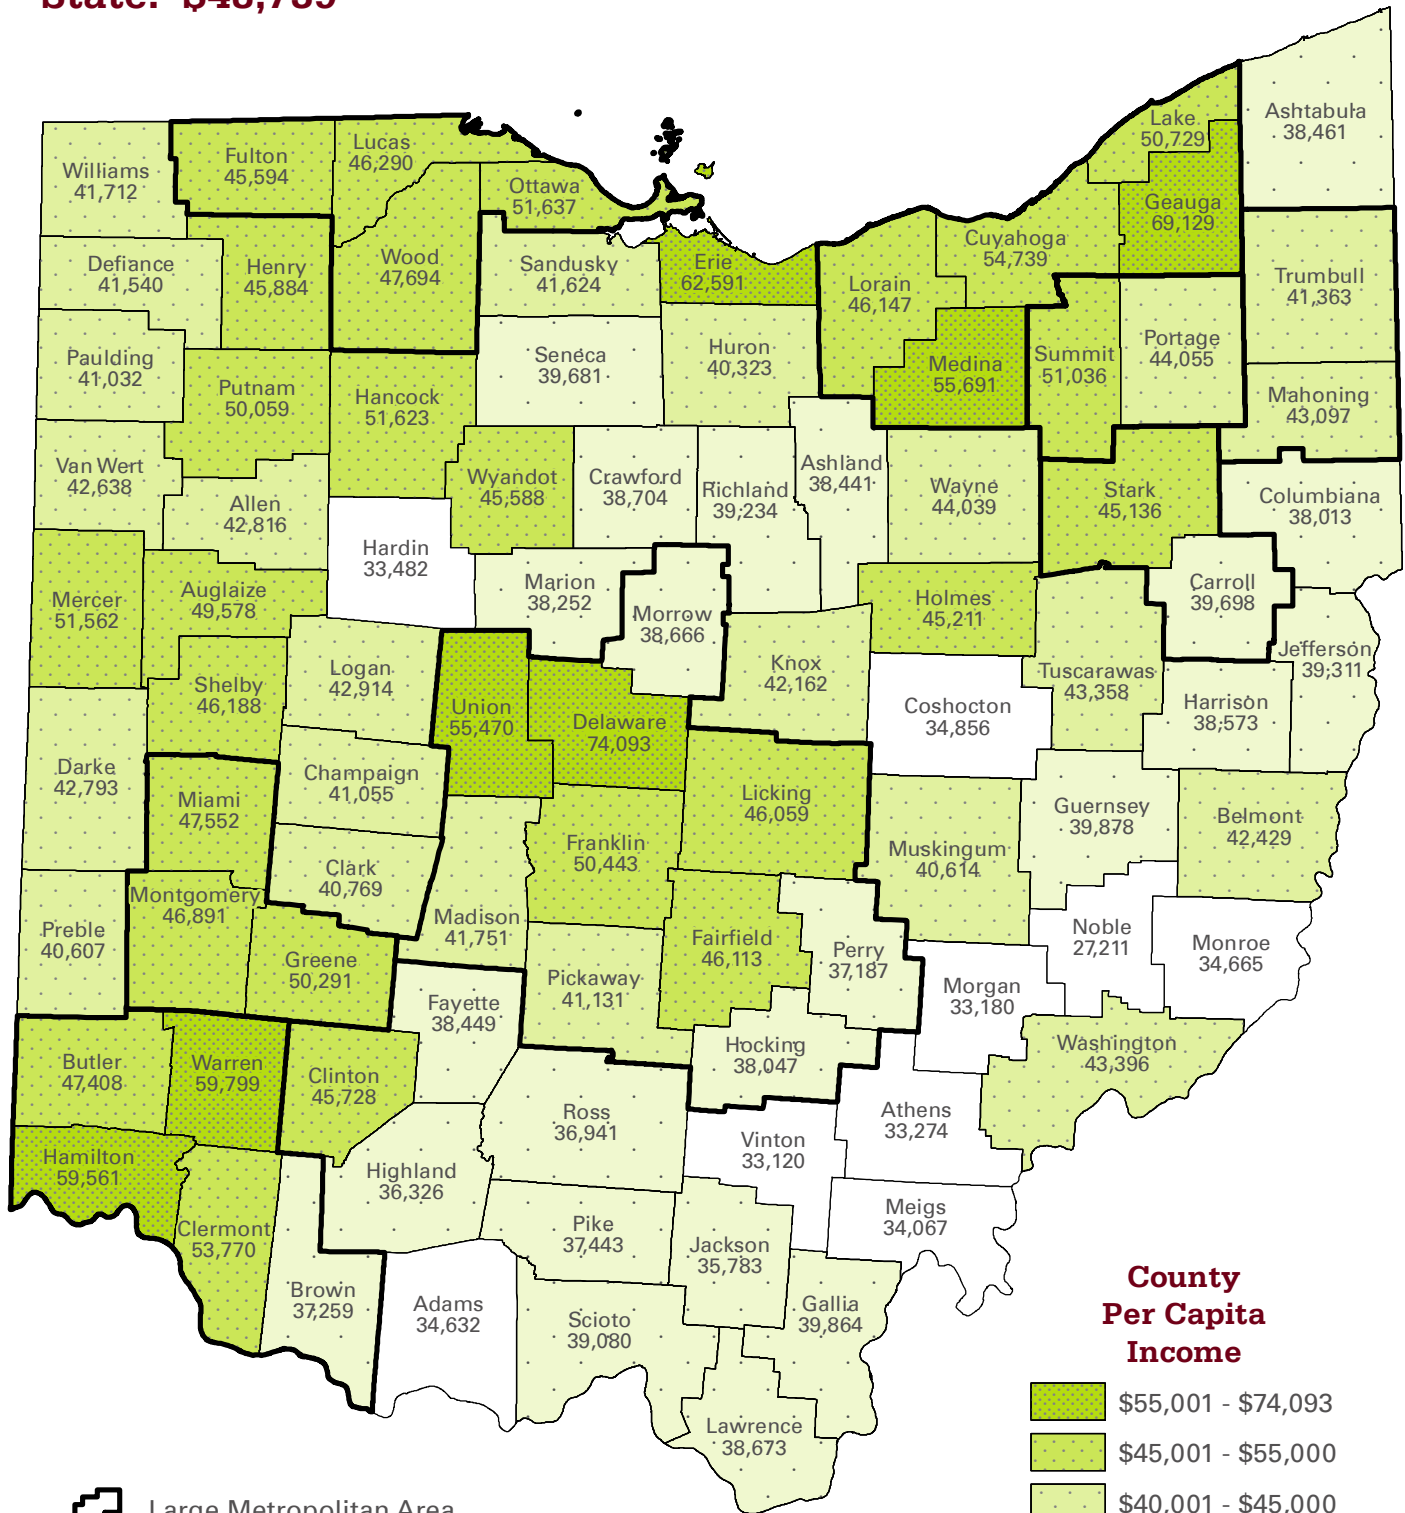 State: $48,739
Ashtabula
38,461
Lake
50,729
Geauga
69,129
Williams
41,712
Fulton
45,594
Lucas
46,290
Ottawa
51,637
Defiance
41,540
Henry
45,884
Wood
47,694
Sandusky
41,624
Erie
62,591
Lorain
46,147
Cuyahoga
54,739
Trumbull
41,363
Paulding
41,032
Putnam
50,059
Hancock
51,623
Seneca
39,681
Huron
40,323
Medina
55,691
Summit
51,036
Portage
44,055
Mahoning
43,097
Van Wert
42,638
Allen
42,816
Wyandot
45,588
Crawford
38,704
Richland
39,234
Ashland
38,441
Wayne
44,039
Stark
45,136
Columbiana
38,013
Hardin
33,482
Mercer
51,562
Auglaize
49,578
Marion
38,252
Morrow
38,666
Holmes
45,211
Carroll
39,698
Jefferson
39,311
Shelby
46,188
Logan
42,914
Union
55,470
Delaware
74,093
Knox
42,162
Coshocton
34,856
Tuscarawas
43,358
Harrison
38,573
Darke
42,793
Miami
47,552
Champaign
41,055
Licking
46,059
Guernsey
39,878
Belmont
42,429
Franklin
50,443
Muskingum
40,614
Clark
40,769
Montgomery
46,891
Madison
41,751
Preble
40,607
Greene
50,291
Fairfield
46,113
Perry
37,187
Noble
27,211
Monroe
34,665
Pickaway
41,131
Morgan
33,180
Fayette
38,449
Hocking
38,047
Washington
43,396
Butler
47,408
Warren
59,799
Clinton
45,728
Ross
36,941
Athens
33,274
Hamilton
59,561
Highland
36,326
Vinton
33,120
Clermont
53,770
Pike
37,443
Jackson
35,783
Meigs
34,067
Brown
37,259
Adams
34,632
Scioto
39,080
Gallia
39,864
Lawrence
38,673
County
Per Capita
Income
$55,001 - $74,093
$45,001 - $55,000
$40,001 - $45,000
Large Metropolitan Area